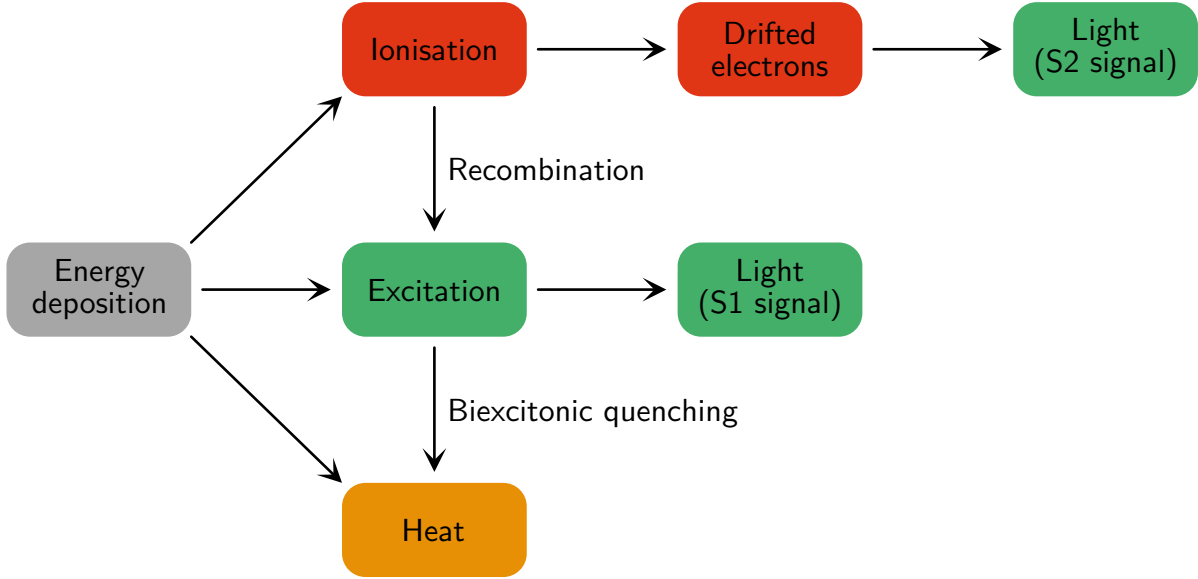 Ionisation
Drifted
electrons
Light
(S2 signal)
Recombination
Energy
deposition
Excitation
Light
(S1 signal)
Biexcitonic quenching
Heat